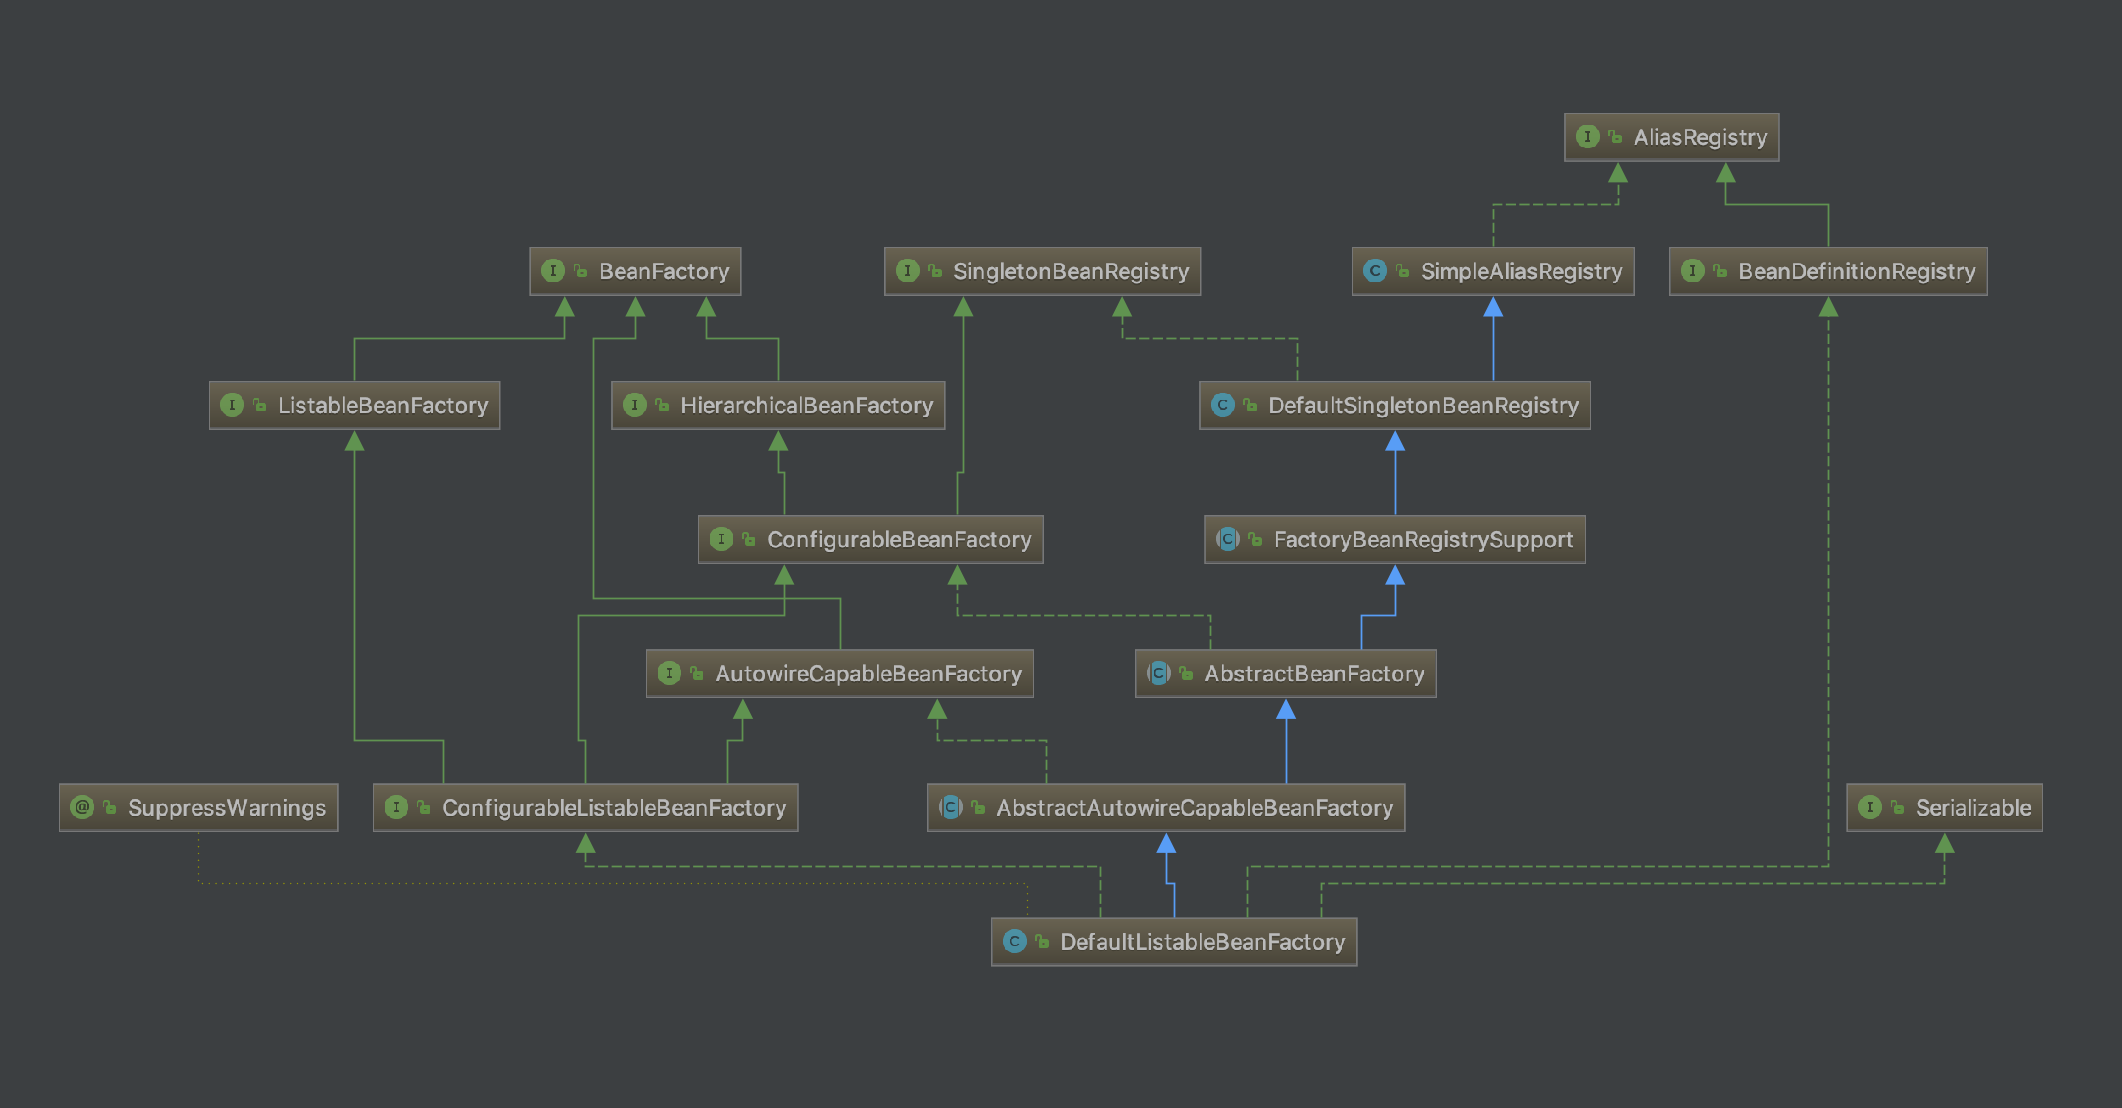 I AliasRegistry
I BeanFactory
I SingletonBeanRegistry
C SimpleAliasRegistry
I BeanDefinitionRegistry
I ListableBeanFactory
I HierarchicalBeanFactory
C DefaultSingletonBeanRegistry
I ConfigurableBeanFactory
C FactoryBeanRegistrySupport
I AutowireCapableBeanFactory
C AbstractBeanFactory
@ SuppressWarnings
I ConfigurableListableBeanFactory
C AbstractAutowireCapableBeanFactory
I Serializable
C DefaultListableBeanFactory